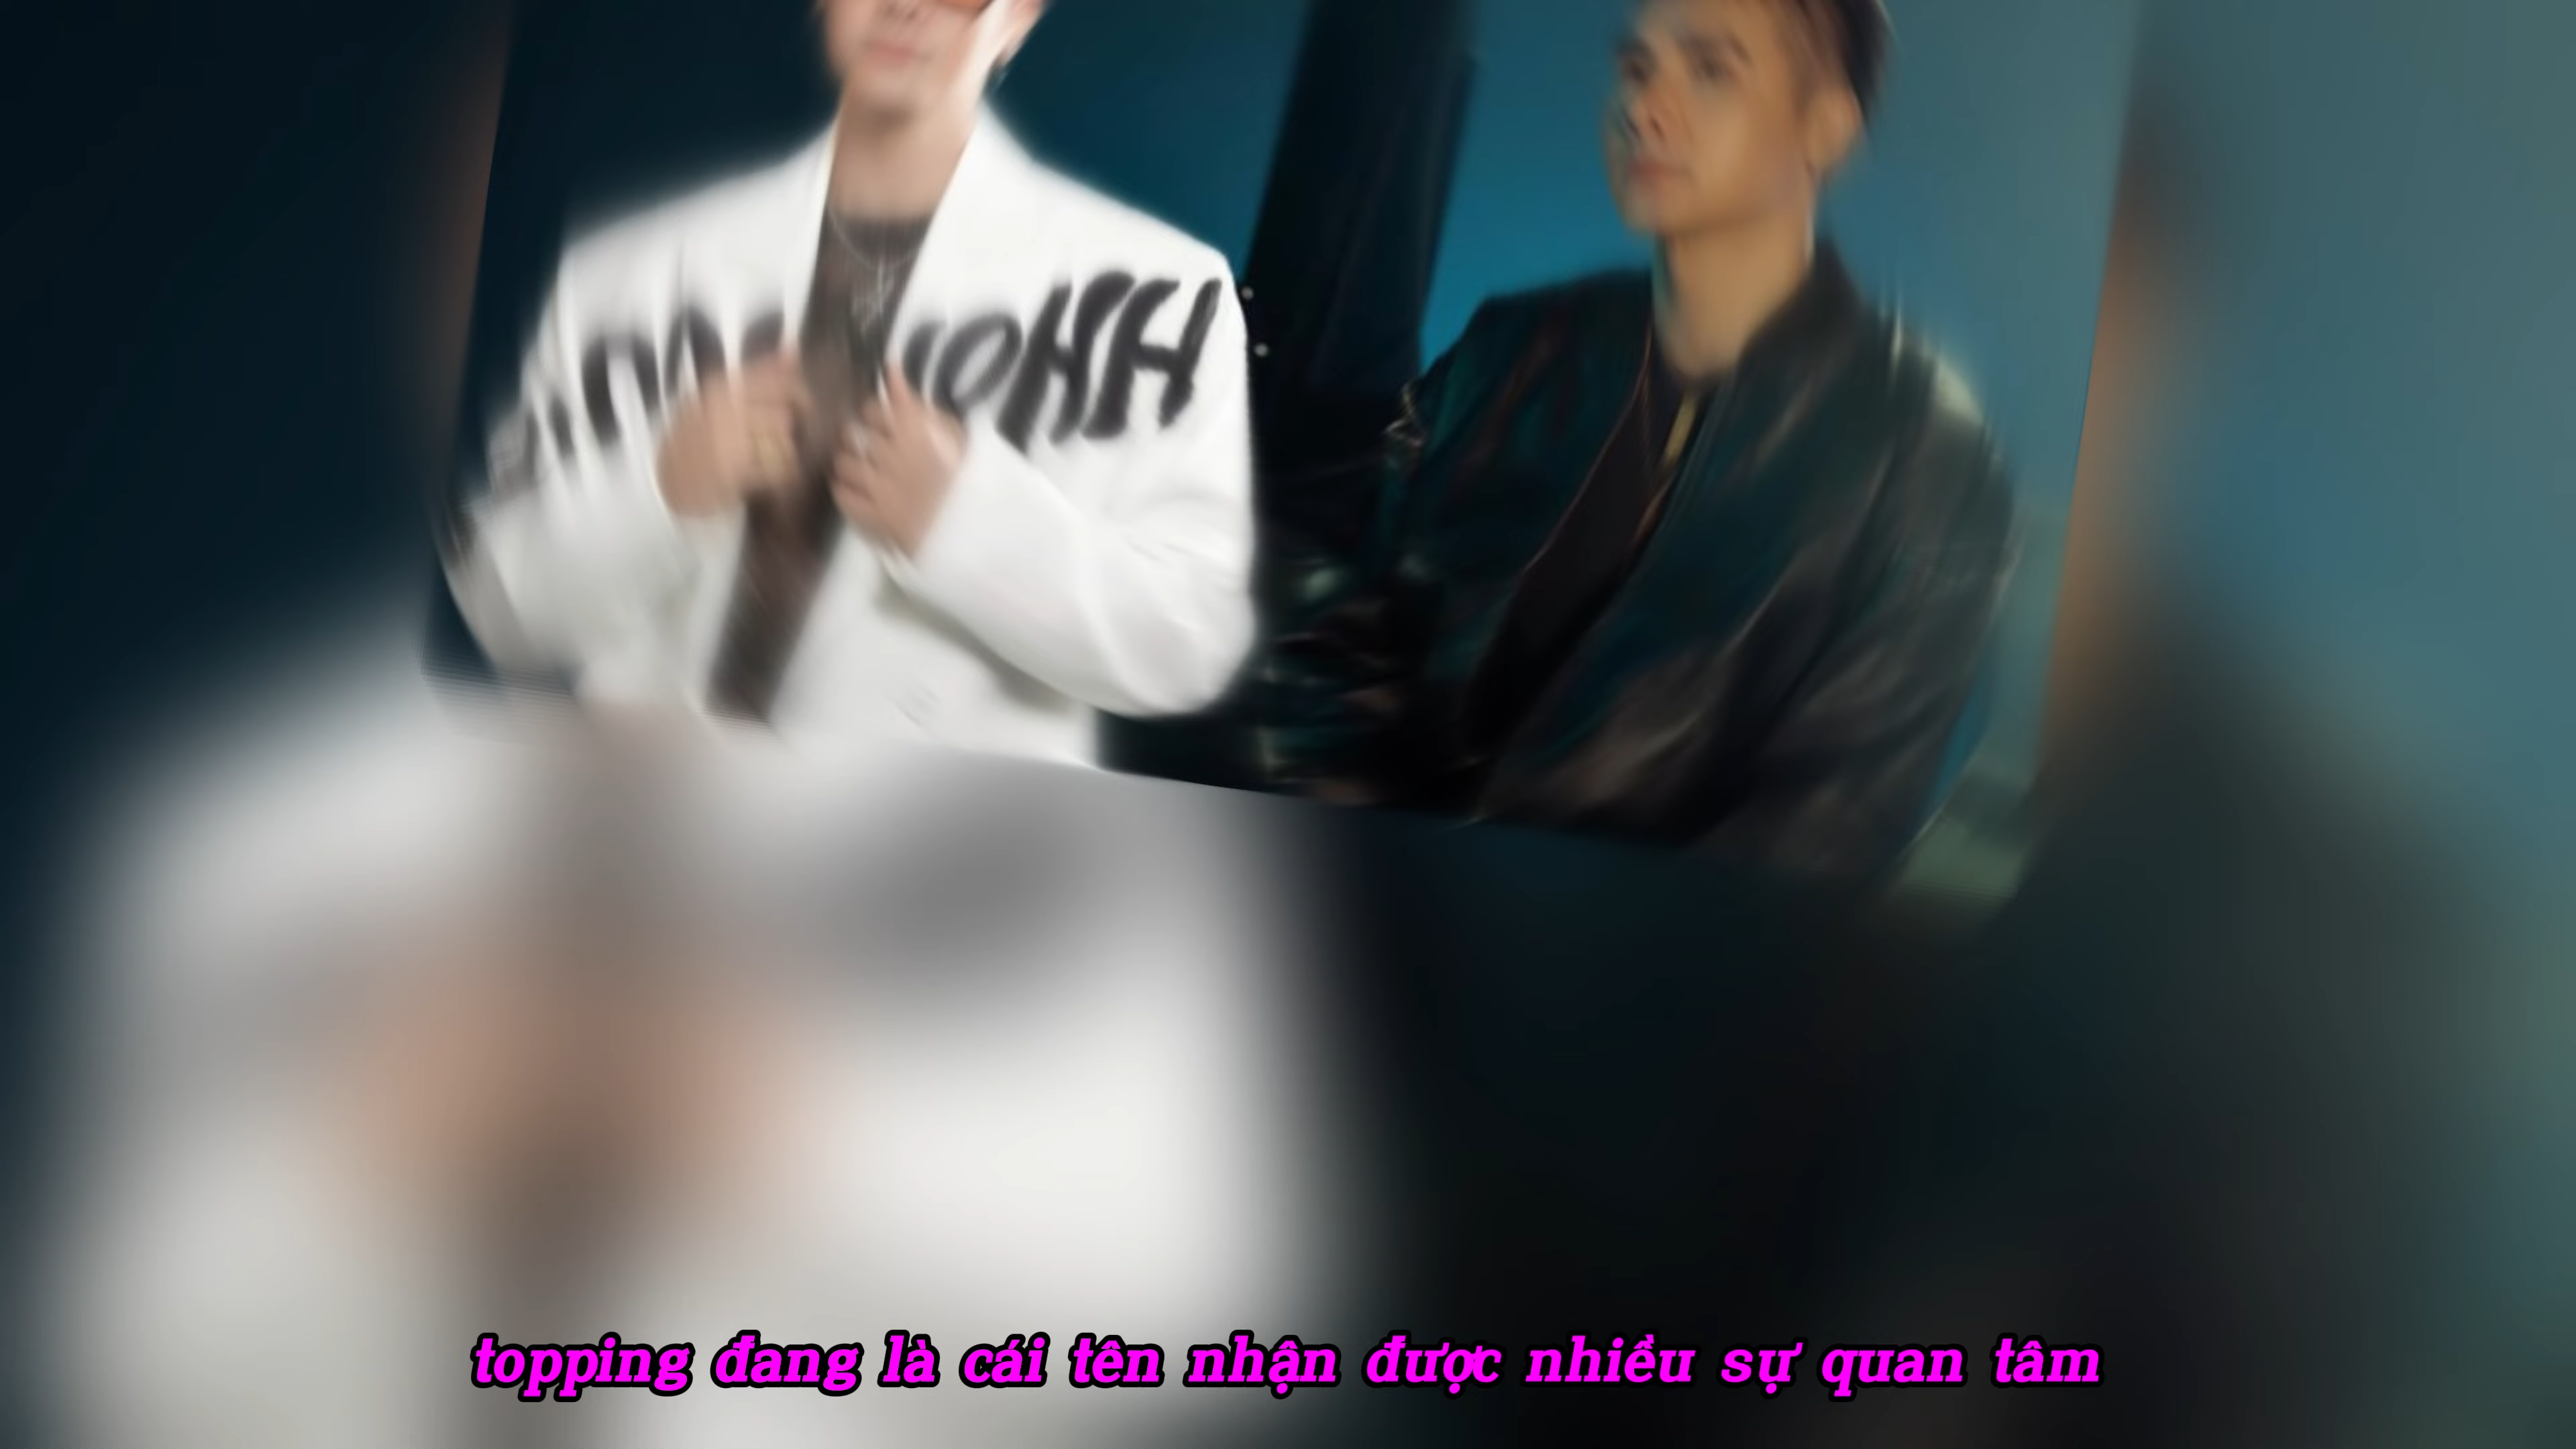 topping đang là cái tên nhận được nhiều sự quan tâm